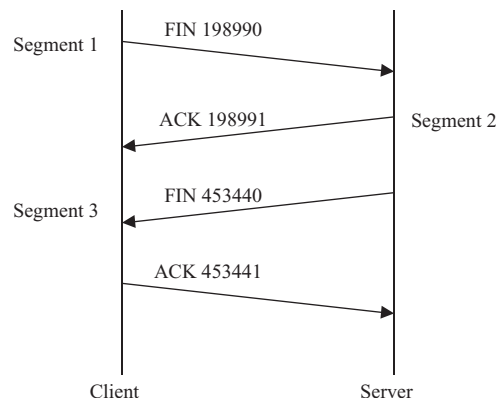 FIN 198990
Segment 1
ACK 198991
Segment 2
FIN 453440
Segment 3
ACK 453441
Client
Server